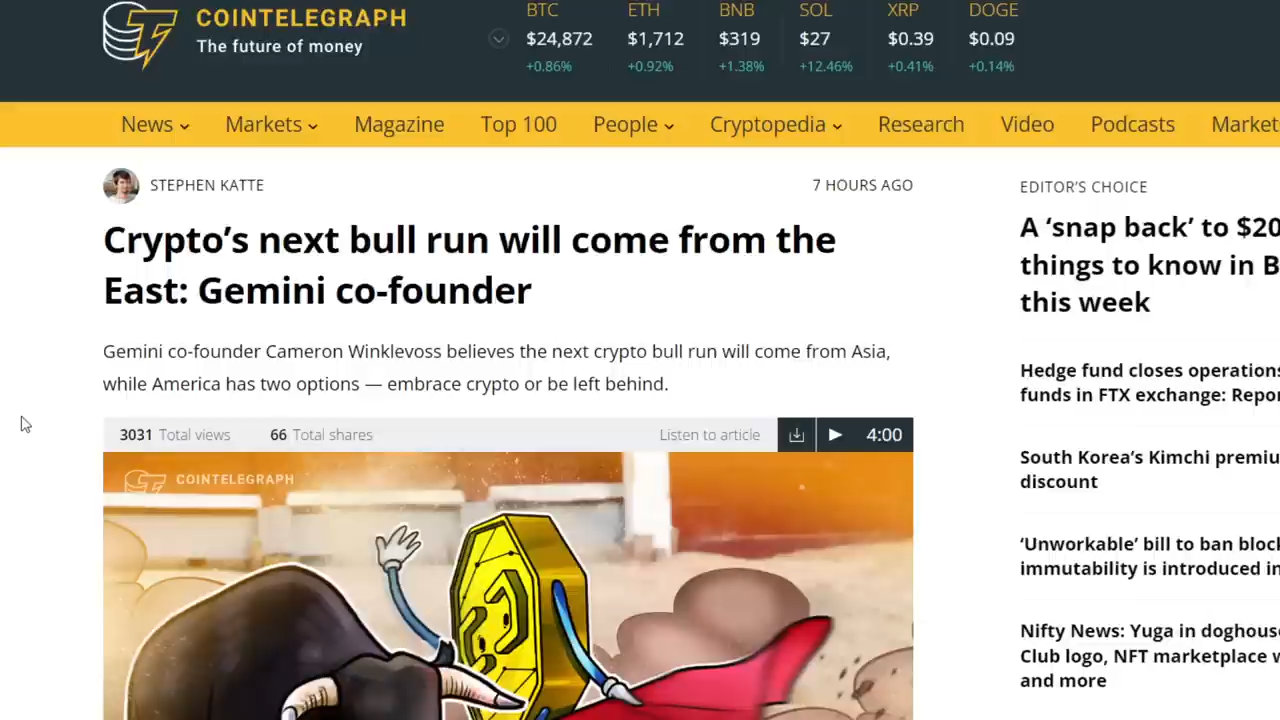 COINTELEGRAPH
The future of money
BTC ETH BNB SOL XRP DOGE
$24,872 $1,712 $319 $27 $0.39 $0.09
+0.86% +0.92% +1.38% +12.46% +0.41% +0.14%
News Markets Magazine Top 100 People Cryptopedia Research Video Podcasts Market
STEPHEN KATTE 7 HOURS AGO
Crypto’s next bull run will come from the
East: Gemini co-founder
Gemini co-founder Cameron Winklevoss believes the next crypto bull run will come from Asia,
while America has two options — embrace crypto or be left behind.
3031 Total views 66 Total shares Listen to article 4:00
COINTELEGRAPH
EDITOR’S CHOICE
A ‘snap back’ to $20
things to know in B
this week
Hedge fund closes operations
funds in FTX exchange: Repor
South Korea’s Kimchi premiu
discount
‘Unworkable’ bill to ban block
immutability is introduced in
Nifty News: Yuga in doghouse
Club logo, NFT marketplace w
and more